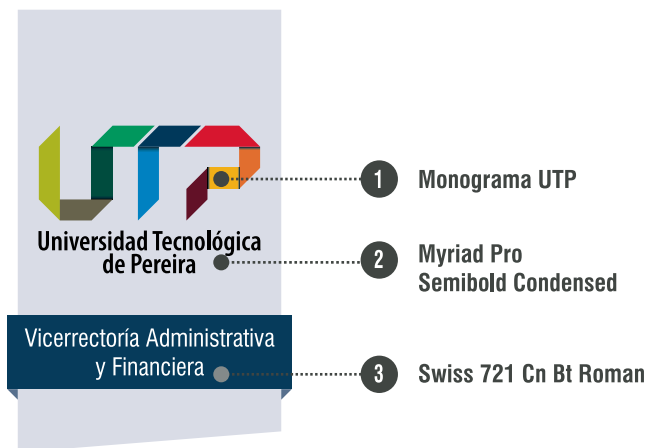 UTP
Universidad Tecnológica
de Pereira
Vicerrectoría Administrativa
y Financiera
1 Monograma UTP
2 Myriad Pro
Semibold Condensed
3 Swiss 721 Cn Bt Roman